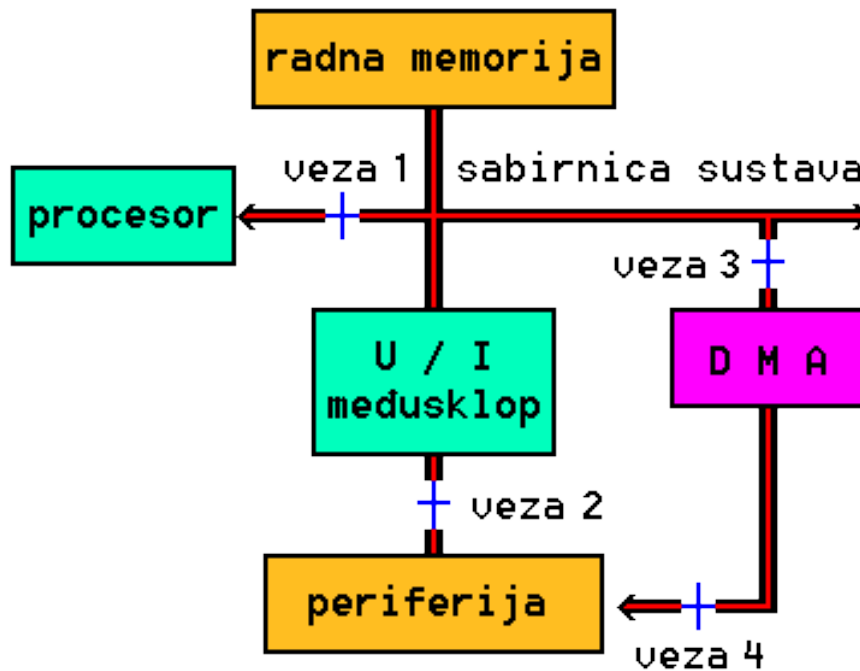 radna memorija
veza 1
sabirnica sustava
procesor
veza 3
U / I
međusklop
D M A
veza 2
periferija
veza 4